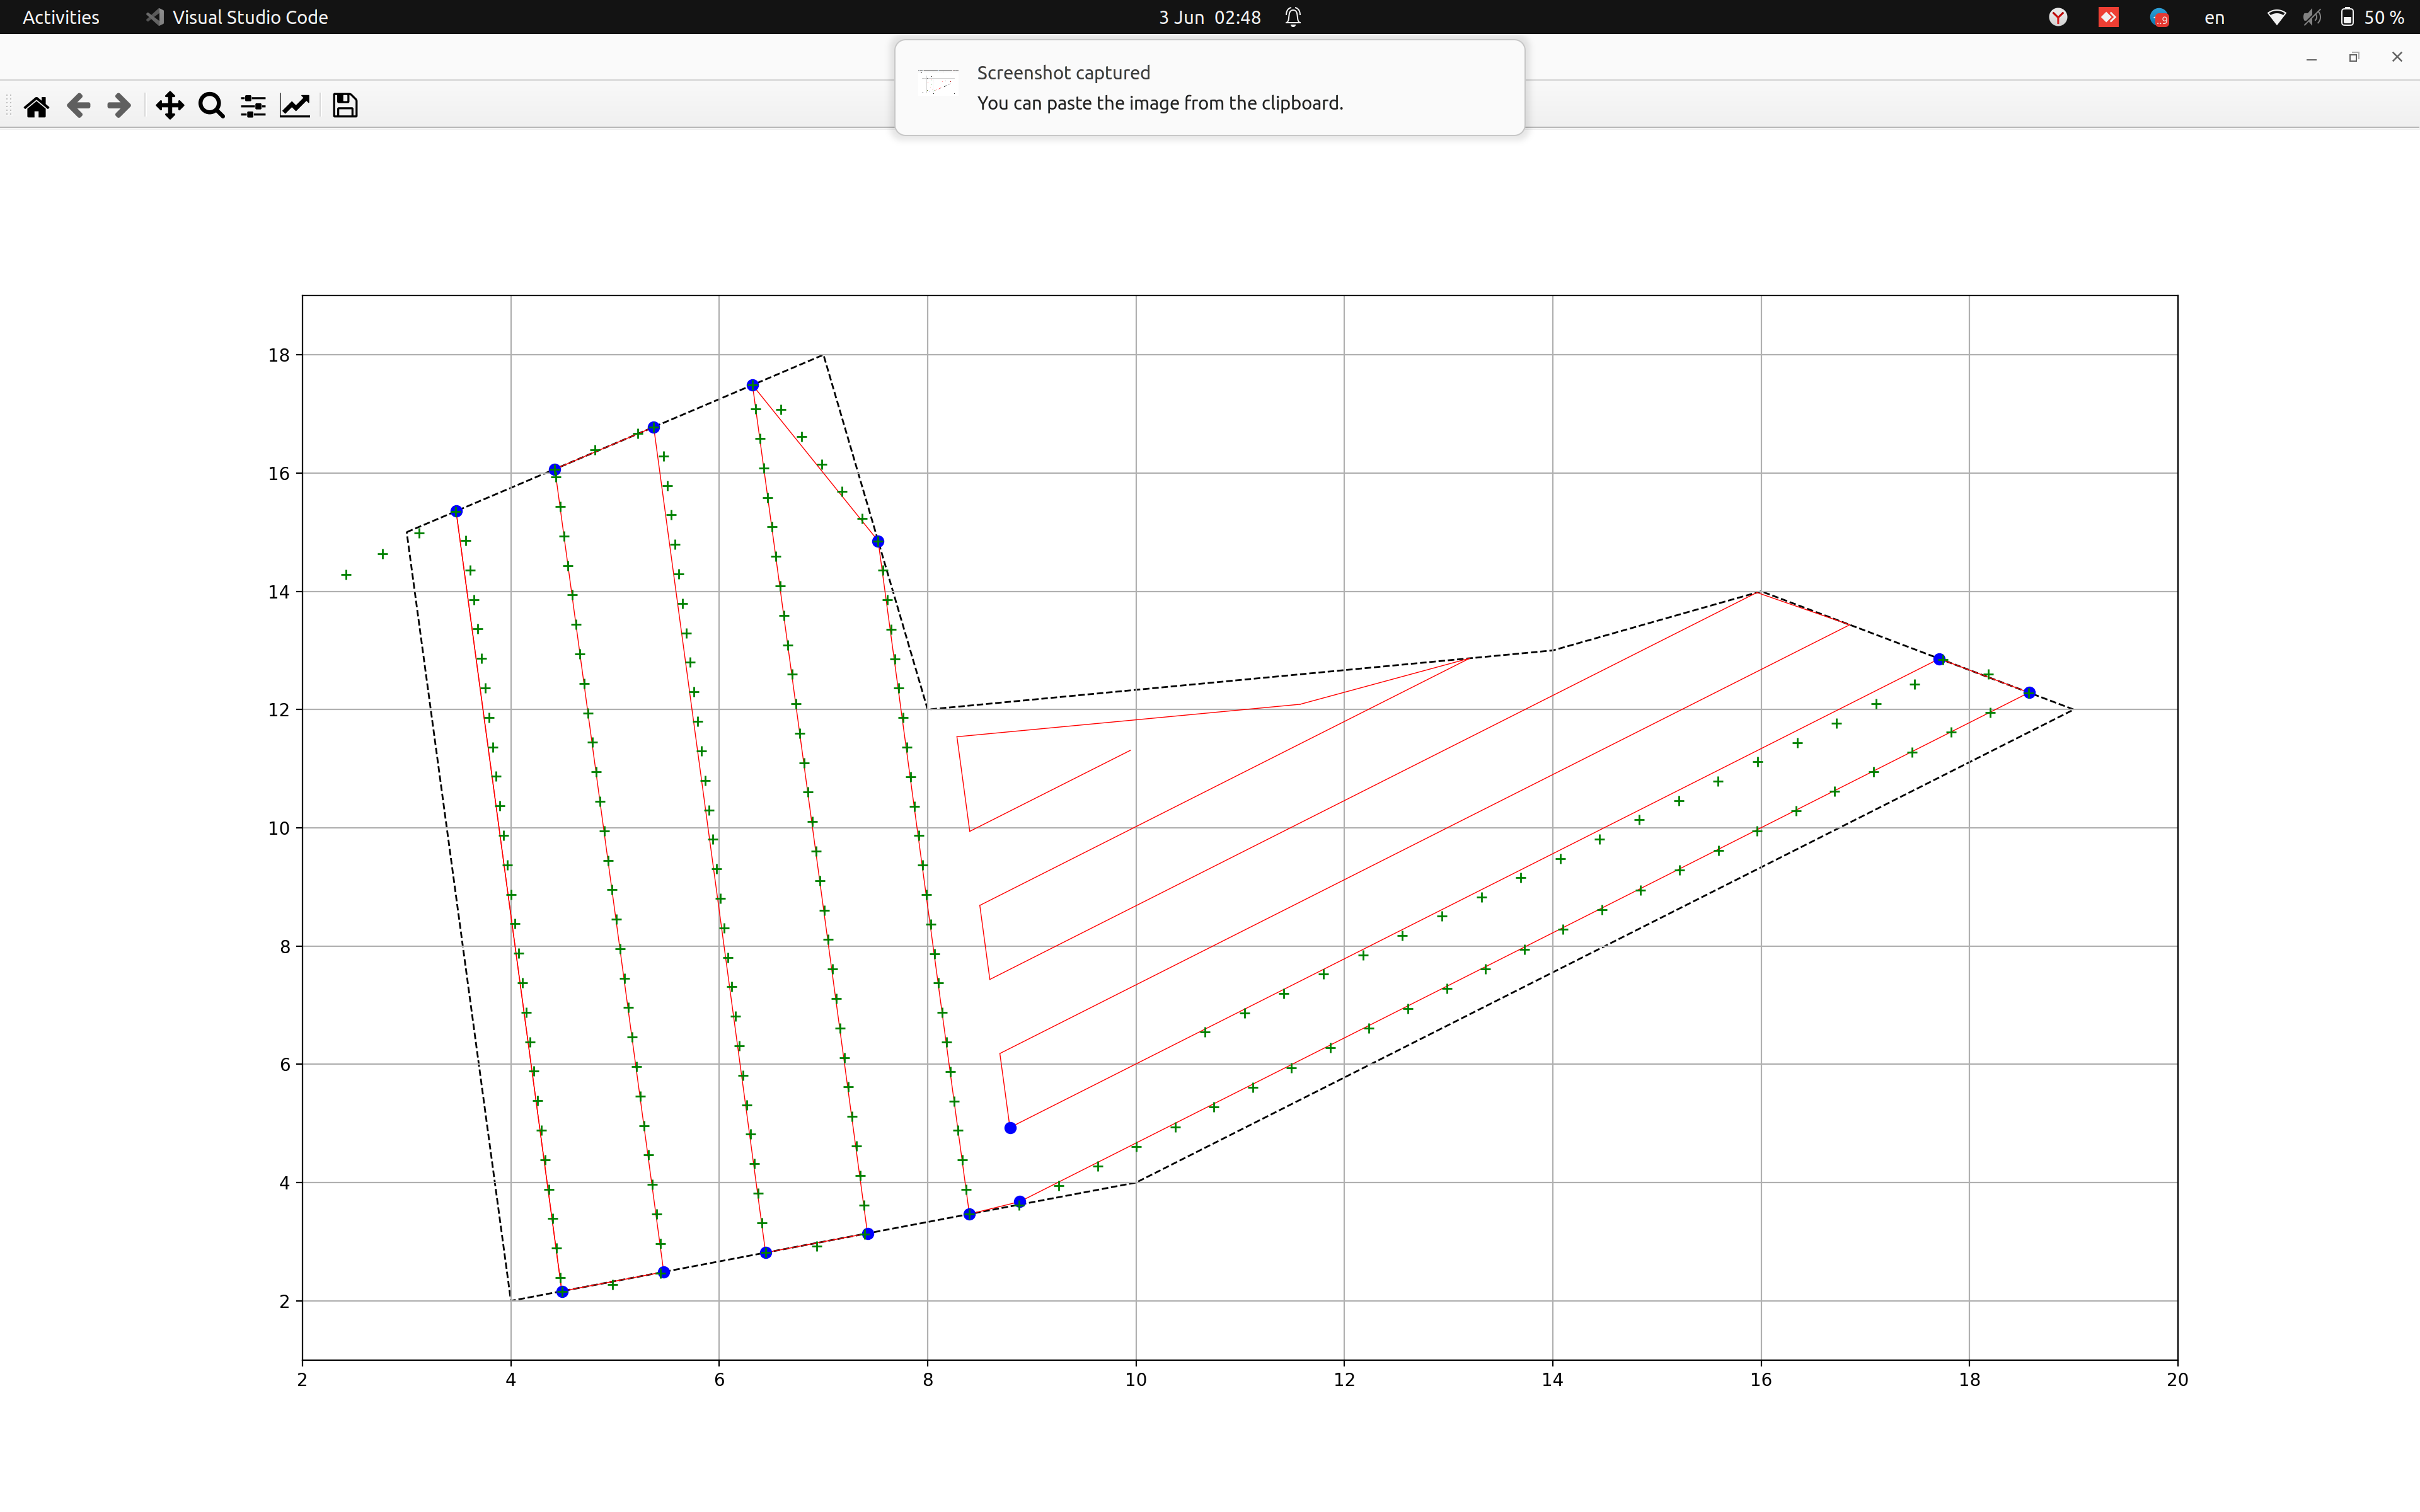 Activities Visual Studio Code 3 Jun 02:48 en 50 %
Screenshot captured
You can paste the image from the clipboard.
18
16
14
12
10
8
6
4
2
2 4 6 8 10 12 14 16 18 20